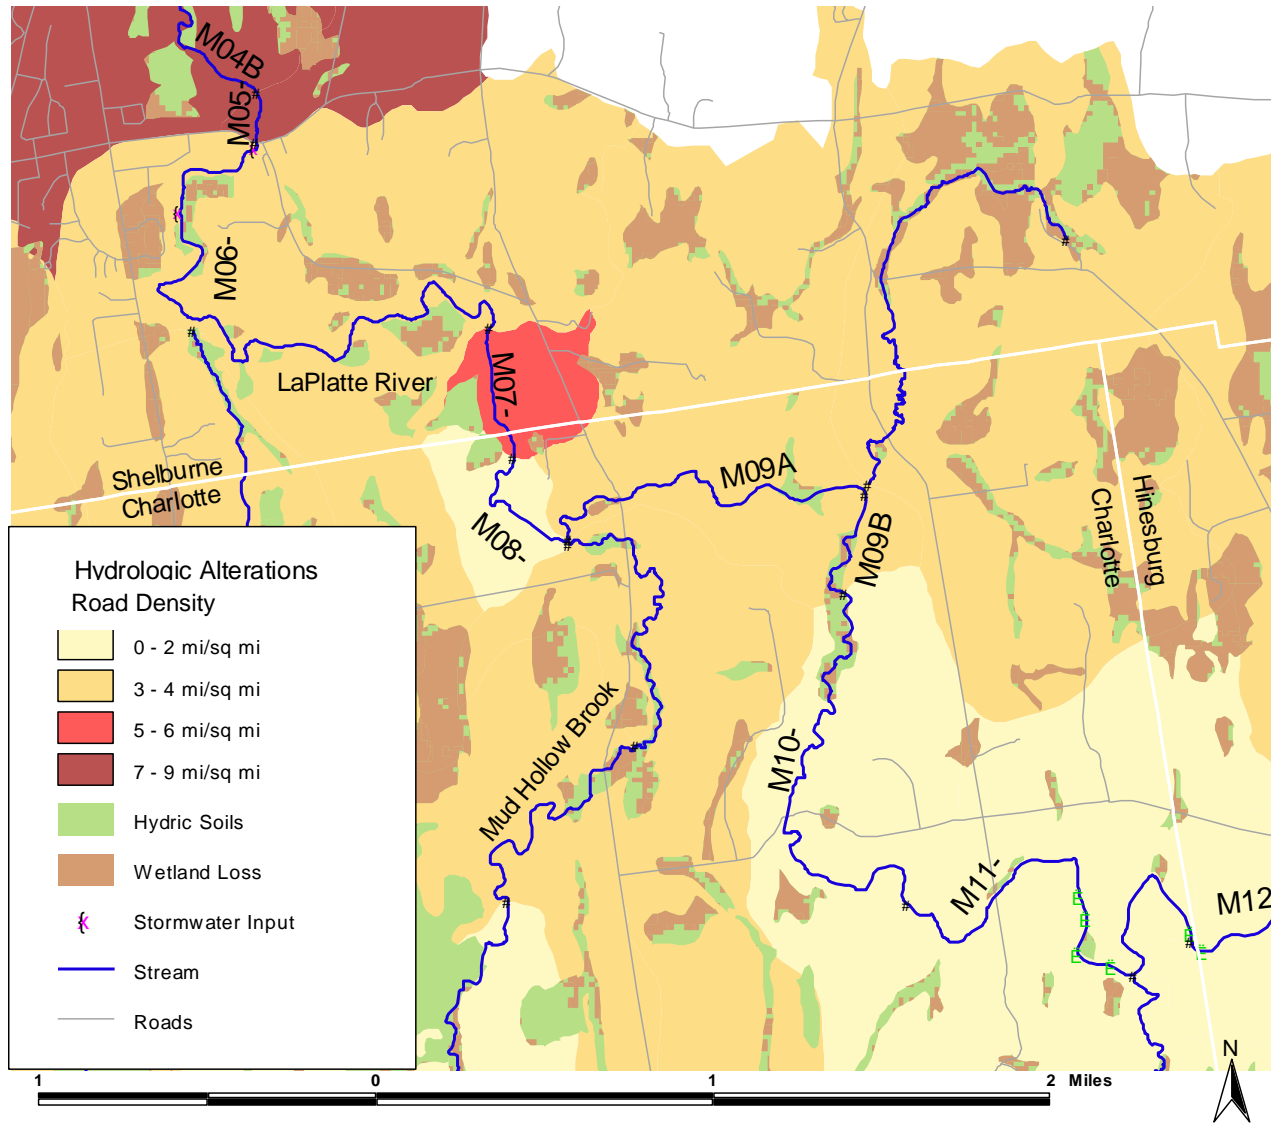 M04B
M05-
M06-
LaPlatte River
M07-
Shelburne
Charlotte
M08-
M09A
M09B
Hinesburg
Charlotte
Mud Hollow Brook
M10-
M11-
M12
Hydrologic Alterations
Road Density
0 - 2 mi/sq mi
3 - 4 mi/sq mi
5 - 6 mi/sq mi
7 - 9 mi/sq mi
Hydric Soils
Wetland Loss
Stormwater Input
Stream
Roads
1 0 1 2 Miles
N